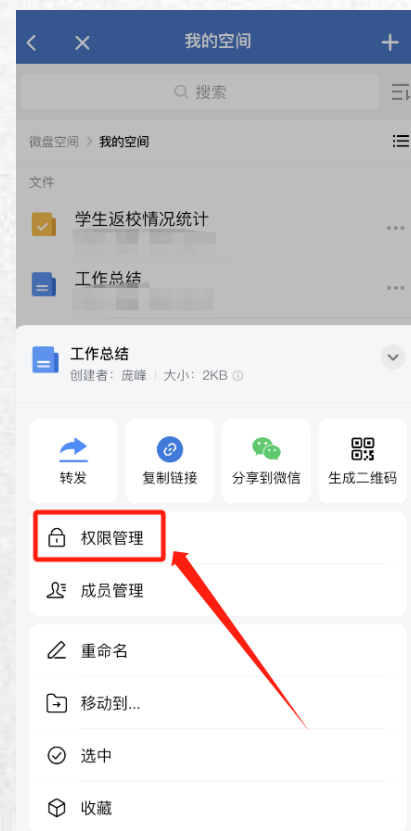 我的空间
搜索
微盘空间 > 我的空间
文件
学生返校情况统计
工作总结
工作总结
创建者：庞峰 | 大小：2KB
转发
复制链接
分享到微信
生成二维码
权限管理
成员管理
重命名
移动到...
选中
收藏